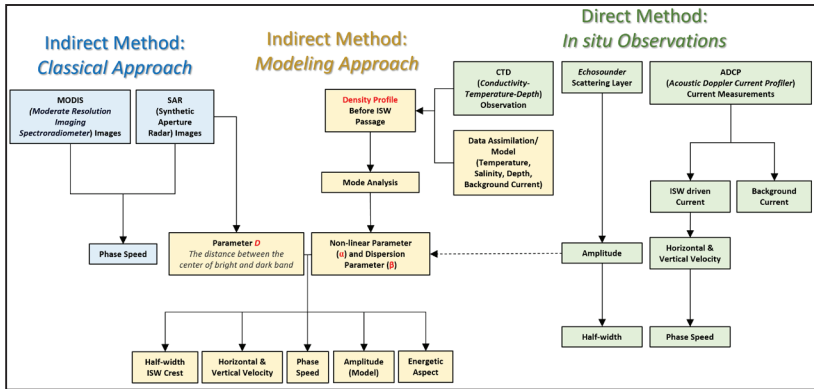 Indirect Method:
Classical Approach
Indirect Method:
Modeling Approach
Direct Method:
In situ Observations
MODIS
(Moderate Resolution
Imaging
Spectroradiometer) Images
SAR
(Synthetic
Aperture
Radar) Images
Density Profile
Before ISW
Passage
CTD
(Conductivity-
Temperature-Depth)
Observation
Echosounder
Scattering Layer
ADCP
(Acoustic Doppler Current Profiler)
Current Measurements
Data Assimilation/
Model
(Temperature,
Salinity, Depth,
Background Current)
Mode Analysis
ISW driven
Current
Background
Current
Phase Speed
Parameter D
The distance between the
center of bright and dark band
Non-linear Parameter
(α) and Dispersion
Parameter (β)
Amplitude
Horizontal &
Vertical Velocity
Half-width
Phase Speed
Half-width
ISW Crest
Horizontal &
Vertical Velocity
Phase
Speed
Amplitude
(Model)
Energetic
Aspect